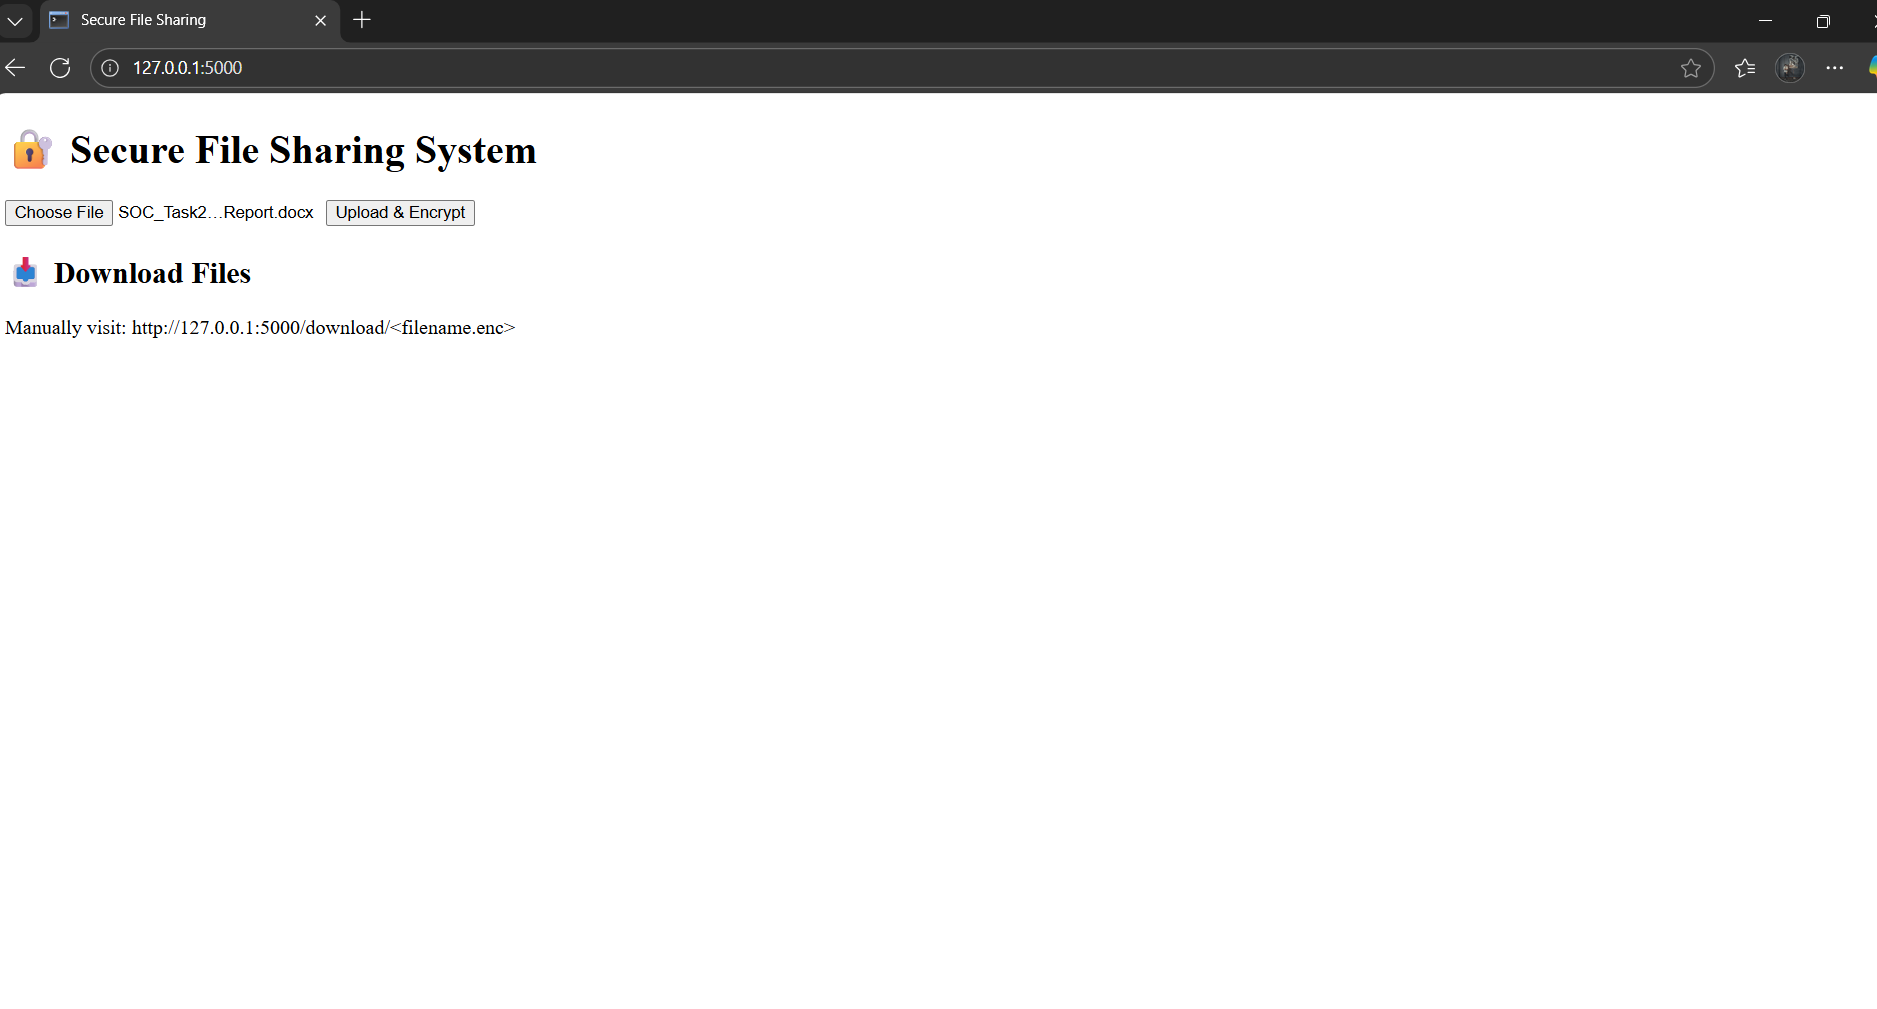 Secure File Sharing
127.0.0.1:5000
Secure File Sharing System
Choose File SOC_Task2...Report.docx Upload & Encrypt
Download Files
Manually visit: http://127.0.0.1:5000/download/<filename.enc>